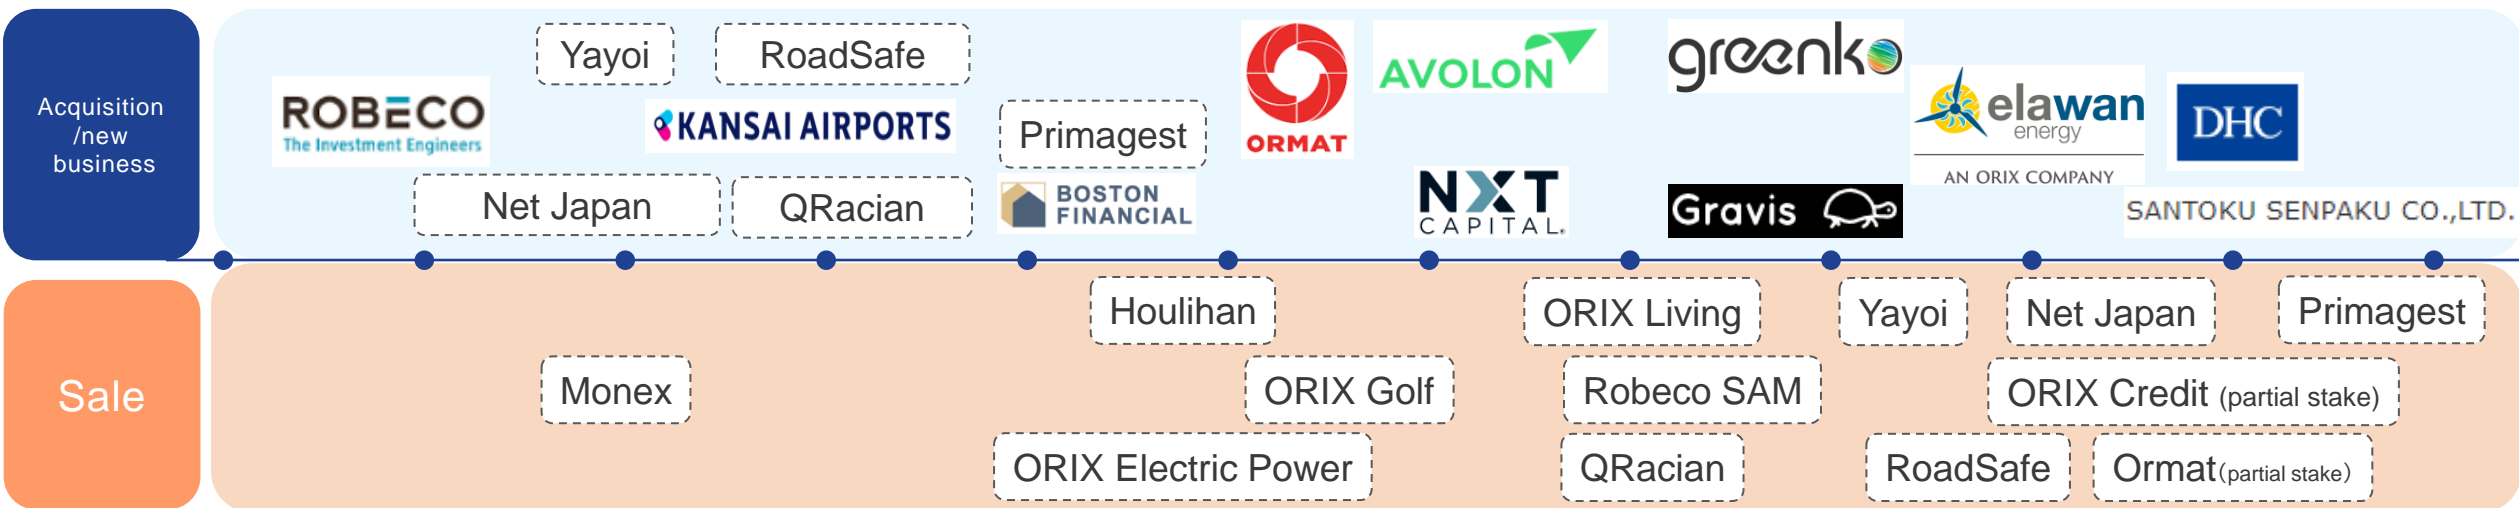 Acquisition
/new
business
Yayoi
RoadSafe
ROBECO
The Investment Engineers
KANSAI AIRPORTS
Net Japan
QRacian
Primagest
BOSTON
FINANCIAL
ORMAT
AVOLON
NXT
CAPITAL.
greenko
Gravis
elawan
energy
AN ORIX COMPANY
DHC
SANTOKU SENPAKU CO.,LTD.
Sale
Houlihan
ORIX Living
Yayoi
Net Japan
Primagest
Monex
ORIX Golf
Robeco SAM
ORIX Credit (partial stake)
ORIX Electric Power
QRacian
RoadSafe
Ormat(partial stake)